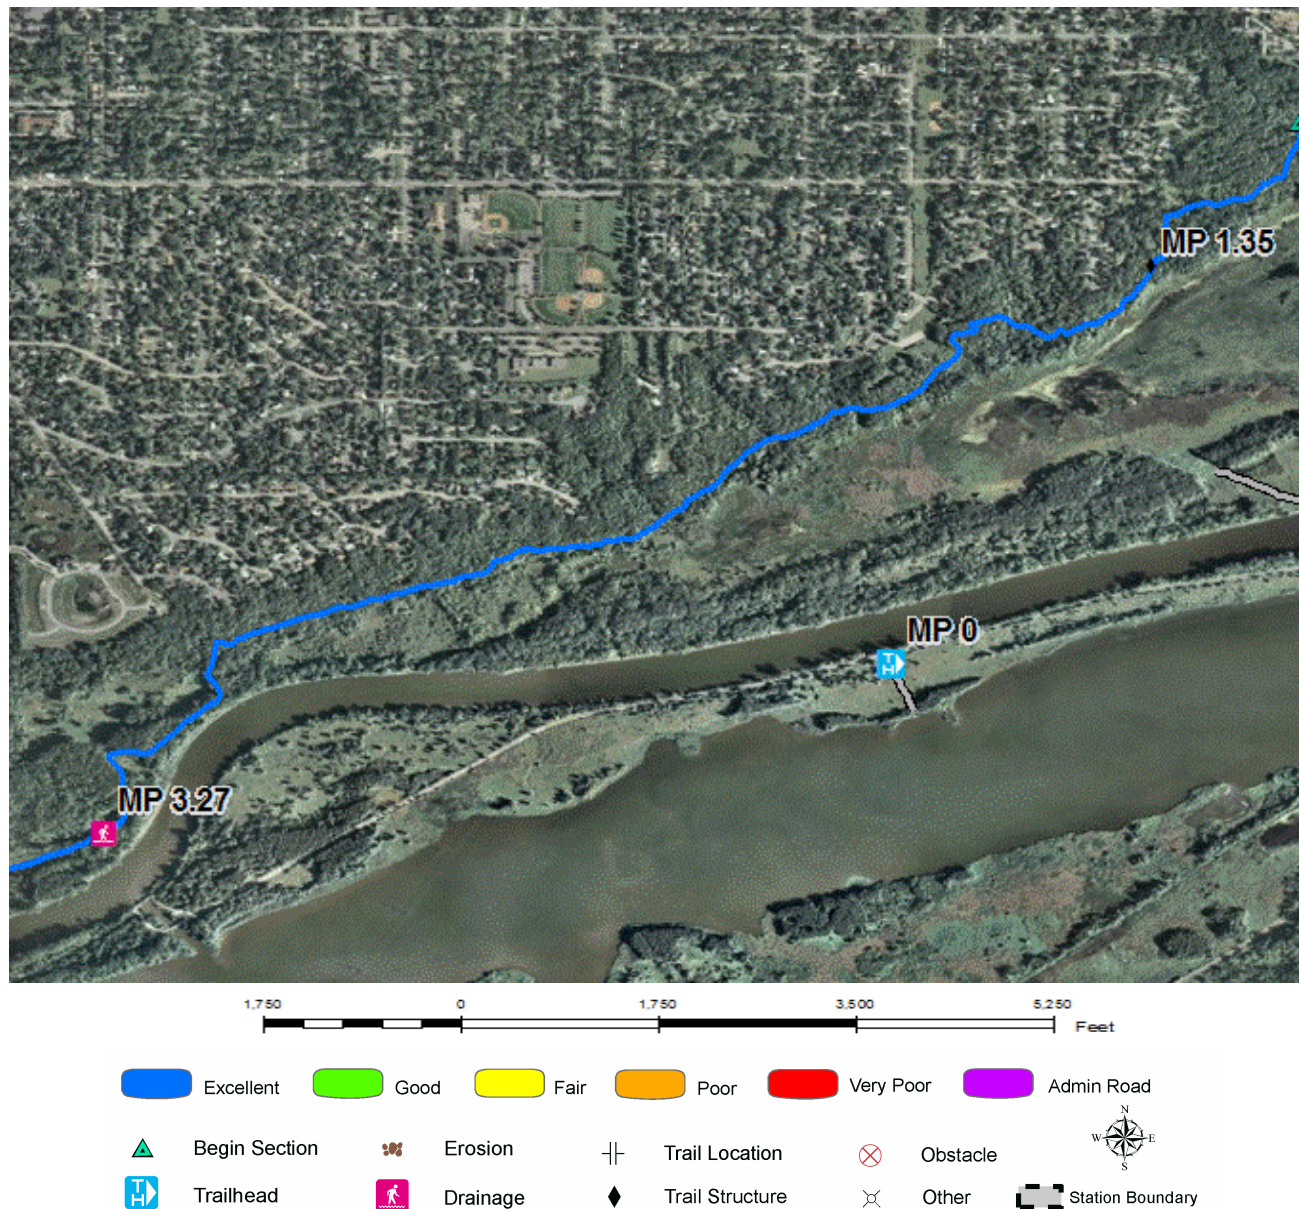 MP 1.35
MP 0
MP 3.27
1,750 0 1,750 3,500 5,250
Feet
Excellent Good Fair Poor Very Poor Admin Road
N
W E
S
Begin Section Erosion Trail Location Obstacle
TH Trailhead Drainage Trail Structure Other Station Boundary